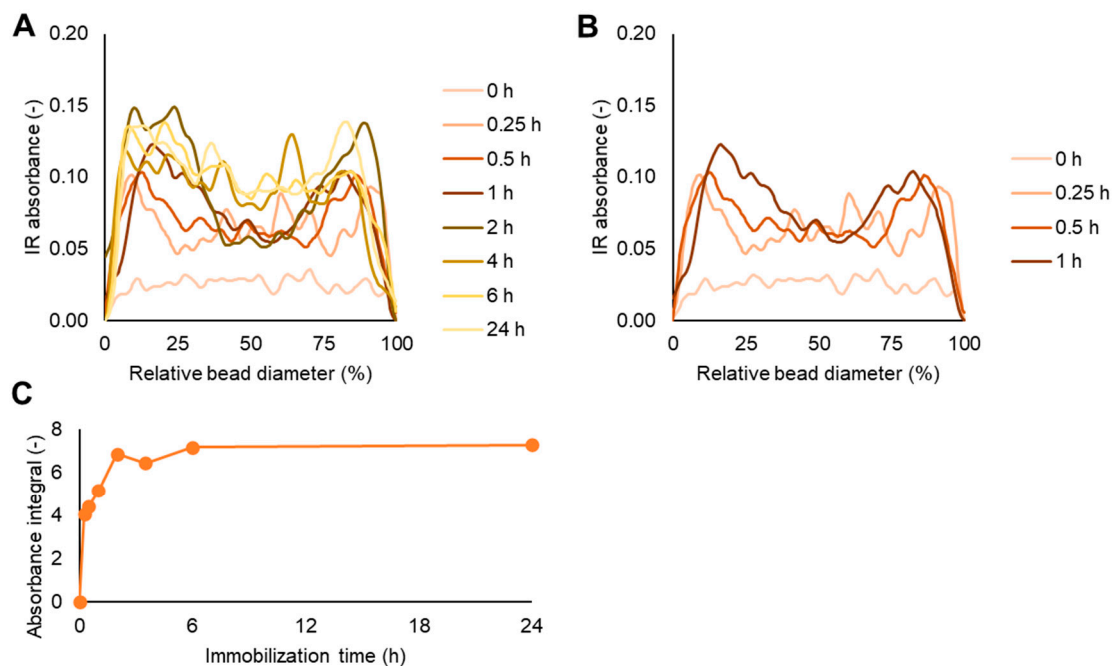 A
B
0.20
0.15
0.10
0.05
0.00
IR absorbance (-)
0
25
50
75
100
Relative bead diameter (%)
0 h
0.25 h
0.5 h
1 h
2 h
4 h
6 h
24 h
0.20
0.15
0.10
0.05
0.00
IR absorbance (-)
0
25
50
75
100
Relative bead diameter (%)
0 h
0.25 h
0.5 h
1 h
C
8
6
4
2
0
Absorbance integral (-)
0
6
12
18
24
Immobilization time (h)